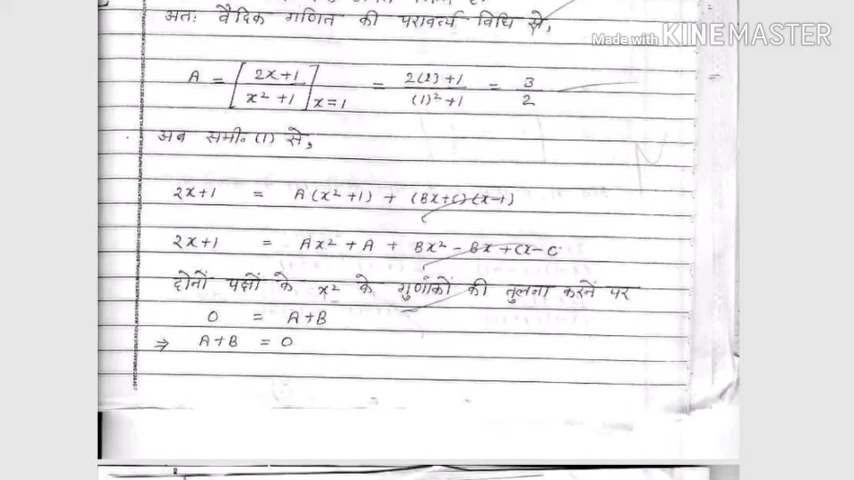 अतः वैदिक गणित की परावर्त्य विधि से,
Made with KINEMASTER
A = [2x+1 / x²+1]x=1 = 2(1)+1 / (1)²+1 = 3/2
अब समी० (1) से,
2x+1 = A(x²+1) + (Bx+C)(x-1)
2x+1 = Ax² + A + Bx² - Bx + Cx - C
दोनों पक्षों के x² के गुणांकों की तुलना करने पर
0 = A+B
⇒ A+B = 0